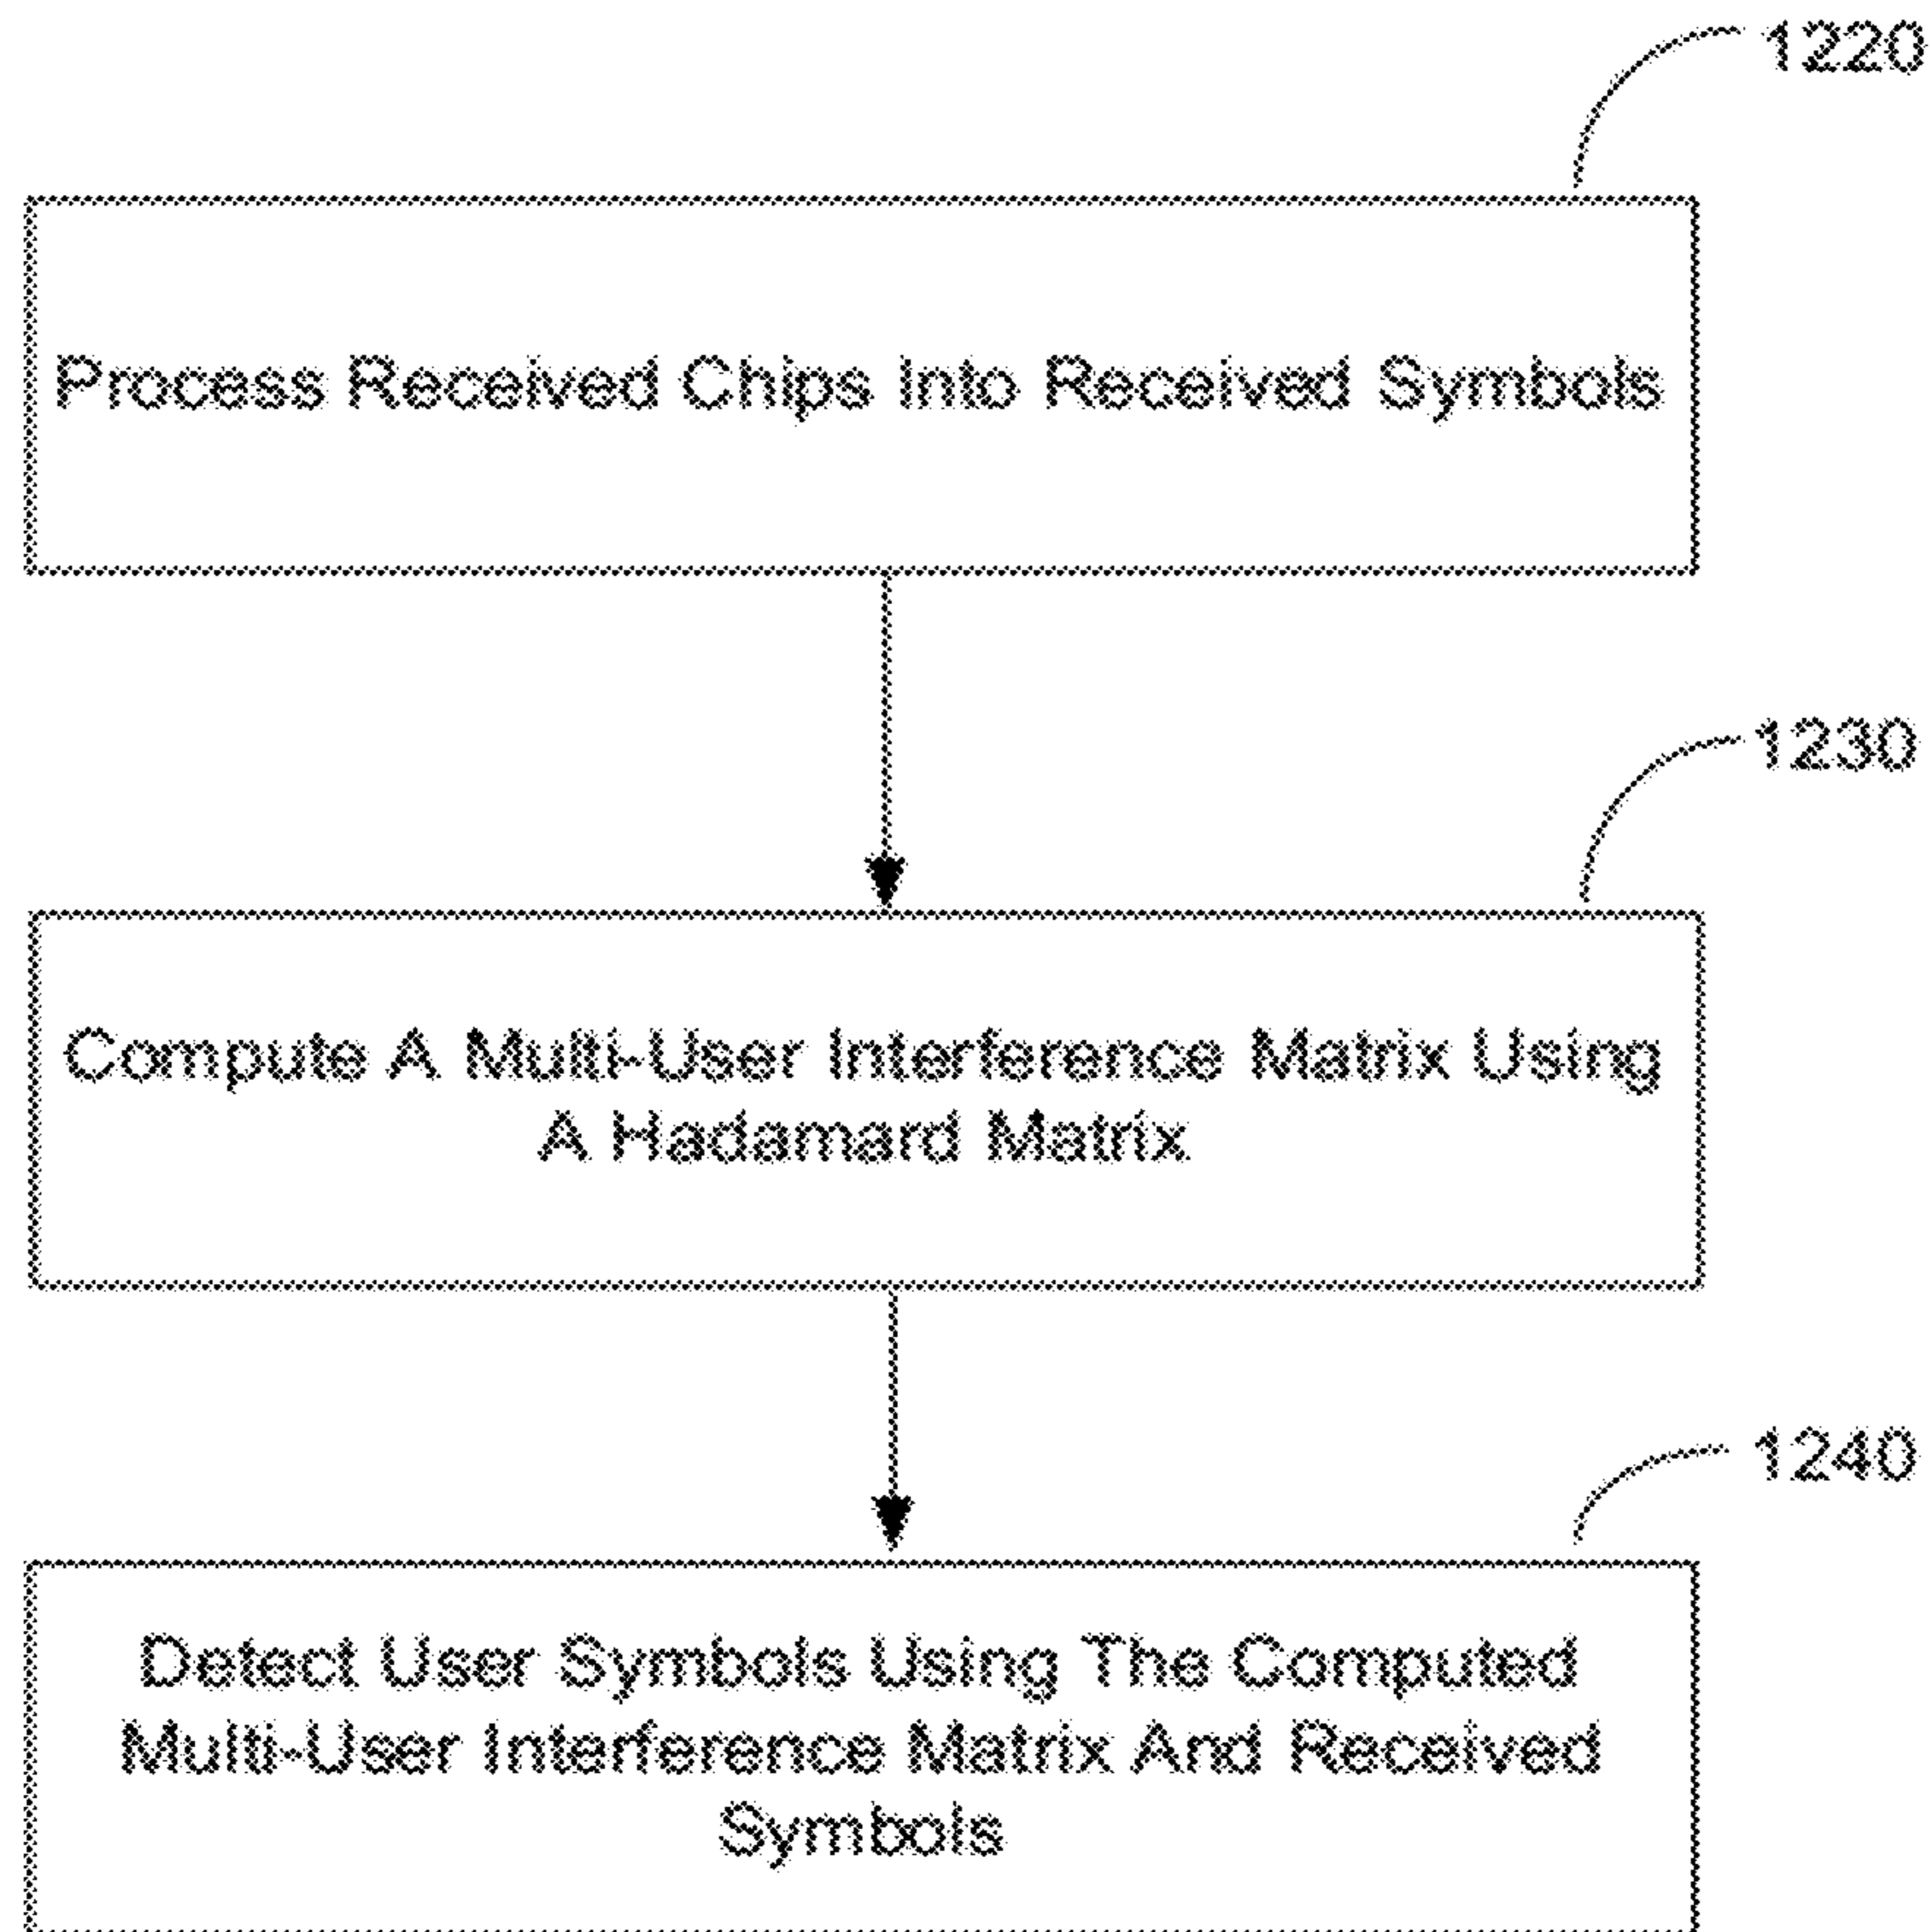 1220
Process Received Chips Into Received Symbols
1230
Compute A Multi-User Interference Matrix Using
A Hadamard Matrix
1240
Detect User Symbols Using The Computed
Multi-User Interference Matrix And Received
Symbols